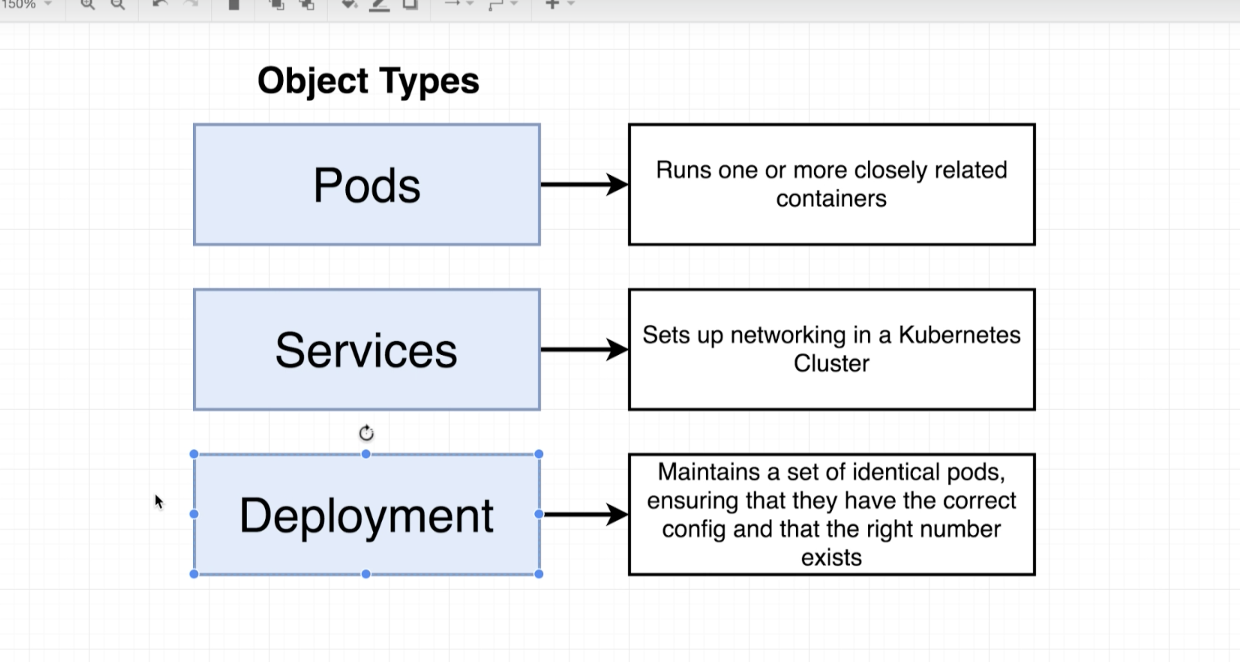 150%
Object Types
Pods
Runs one or more closely related
containers
Services
Sets up networking in a Kubernetes
Cluster
Deployment
Maintains a set of identical pods,
ensuring that they have the correct
config and that the right number
exists